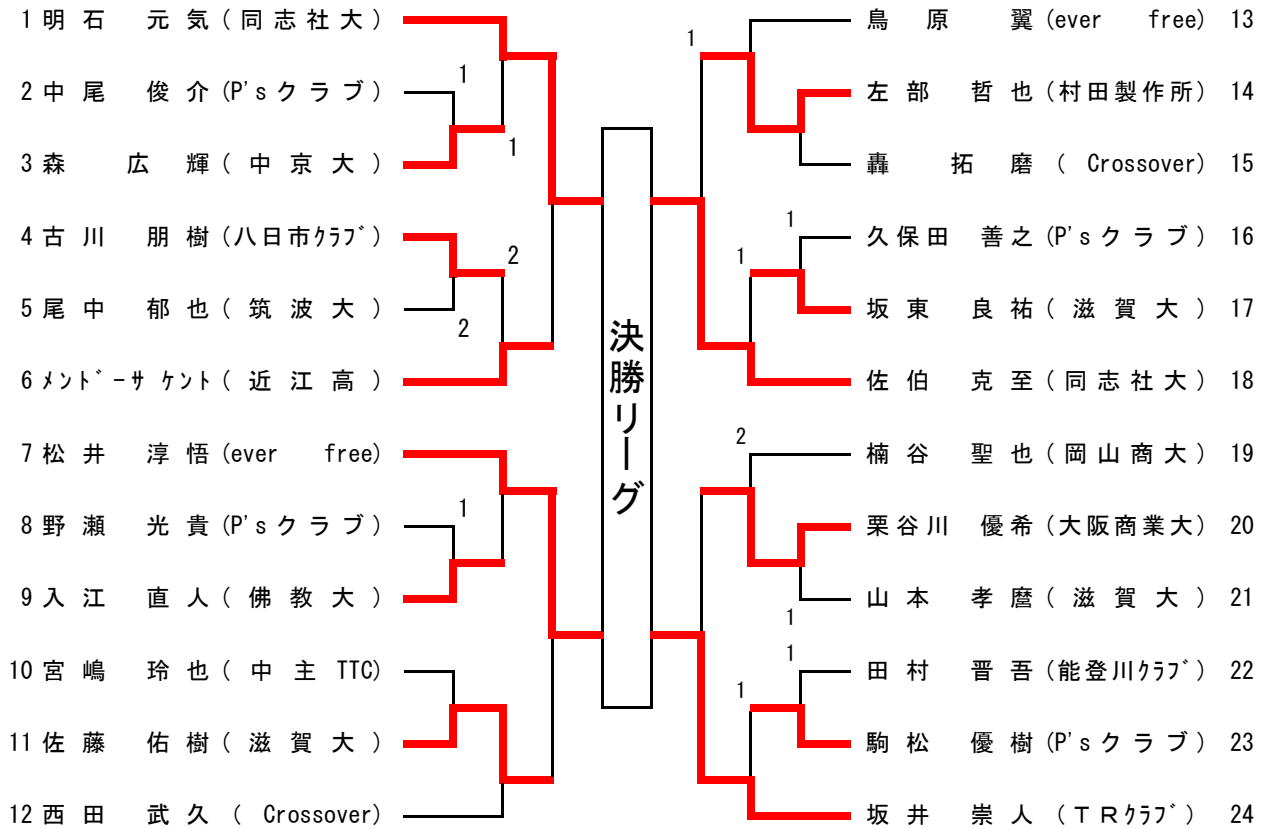 1 明石 元気 (同志社大)
1
2 中尾 俊介 (P'sクラブ)
1
3 森 広輝 (中京大)
4 古川 朋樹 (八日市ｸﾗﾌﾞ)
2
5 尾中 郁也 (筑波大)
2
6 ﾒﾝﾄﾞｰｻ ｹﾝﾄ (近江高)
7 松井 淳悟 (ever free)
1
8 野瀬 光貴 (P'sクラブ)
9 入江 直人 (佛教大)
10 宮嶋 玲也 (中主TTC)
11 佐藤 佑樹 (滋賀大)
12 西田 武久 (Crossover)
決勝リーグ
鳥原 翼 (ever free) 13
1
左部 哲也 (村田製作所) 14
轟 拓磨 (Crossover) 15
1
久保田 善之 (P'sクラブ) 16
1
坂東 良祐 (滋賀大) 17
佐伯 克至 (同志社大) 18
2
楠谷 聖也 (岡山商大) 19
栗谷川 優希 (大阪商業大) 20
山本 孝麿 (滋賀大) 21
1
1
田村 晋吾 (能登川ｸﾗﾌﾞ) 22
1
駒松 優樹 (P'sクラブ) 23
坂井 崇人 (ＴＲｸﾗﾌﾞ) 24